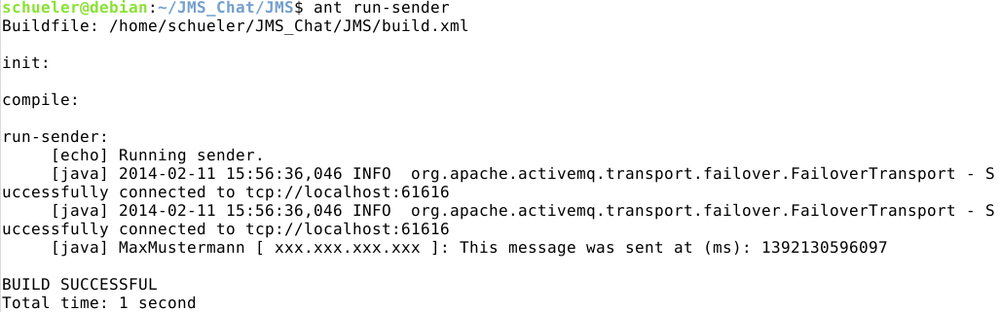 schueler@debian:~/JMS_Chat/JMS$ ant run-sender
Buildfile: /home/schueler/JMS_Chat/JMS/build.xml
init:
compile:
run-sender:
[echo] Running sender.
[java] 2014-02-11 15:56:36,046 INFO  org.apache.activemq.transport.failover.FailoverTransport - S
uccessfully connected to tcp://localhost:61616
[java] 2014-02-11 15:56:36,046 INFO  org.apache.activemq.transport.failover.FailoverTransport - S
uccessfully connected to tcp://localhost:61616
[java] MaxMustermann [ xxx.xxx.xxx.xxx ]: This message was sent at (ms): 1392130596097
BUILD SUCCESSFUL
Total time: 1 second